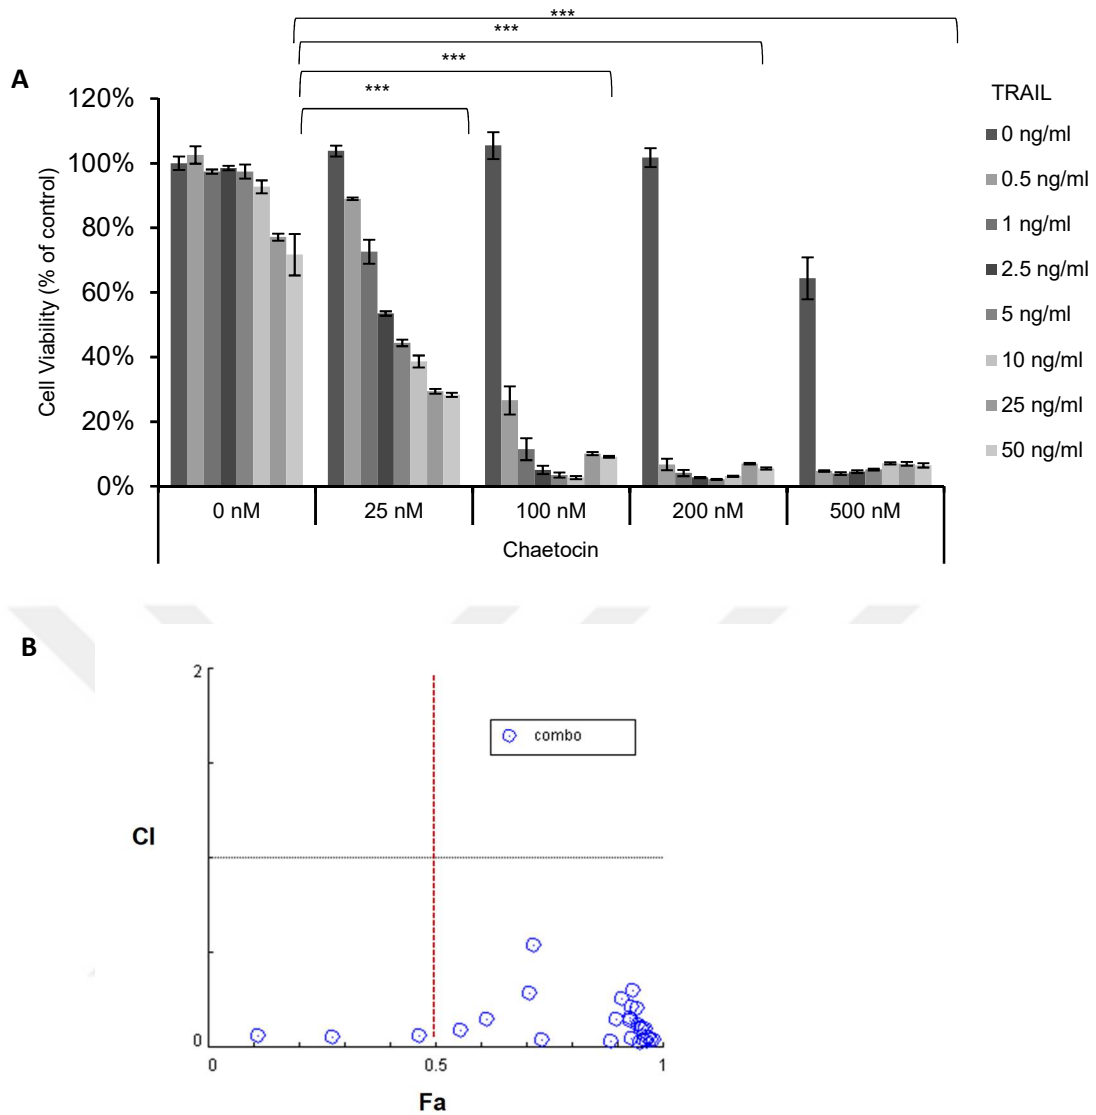 ***
***
***
***
A
TRAIL
0 ng/ml
0.5 ng/ml
1 ng/ml
2.5 ng/ml
5 ng/ml
10 ng/ml
25 ng/ml
50 ng/ml
Cell Viability (% of control)
120%
100%
80%
60%
40%
20%
0%
0 nM 25 nM 100 nM 200 nM 500 nM
Chaetocin
B
2
combo
CI
0
0 0.5 1
Fa